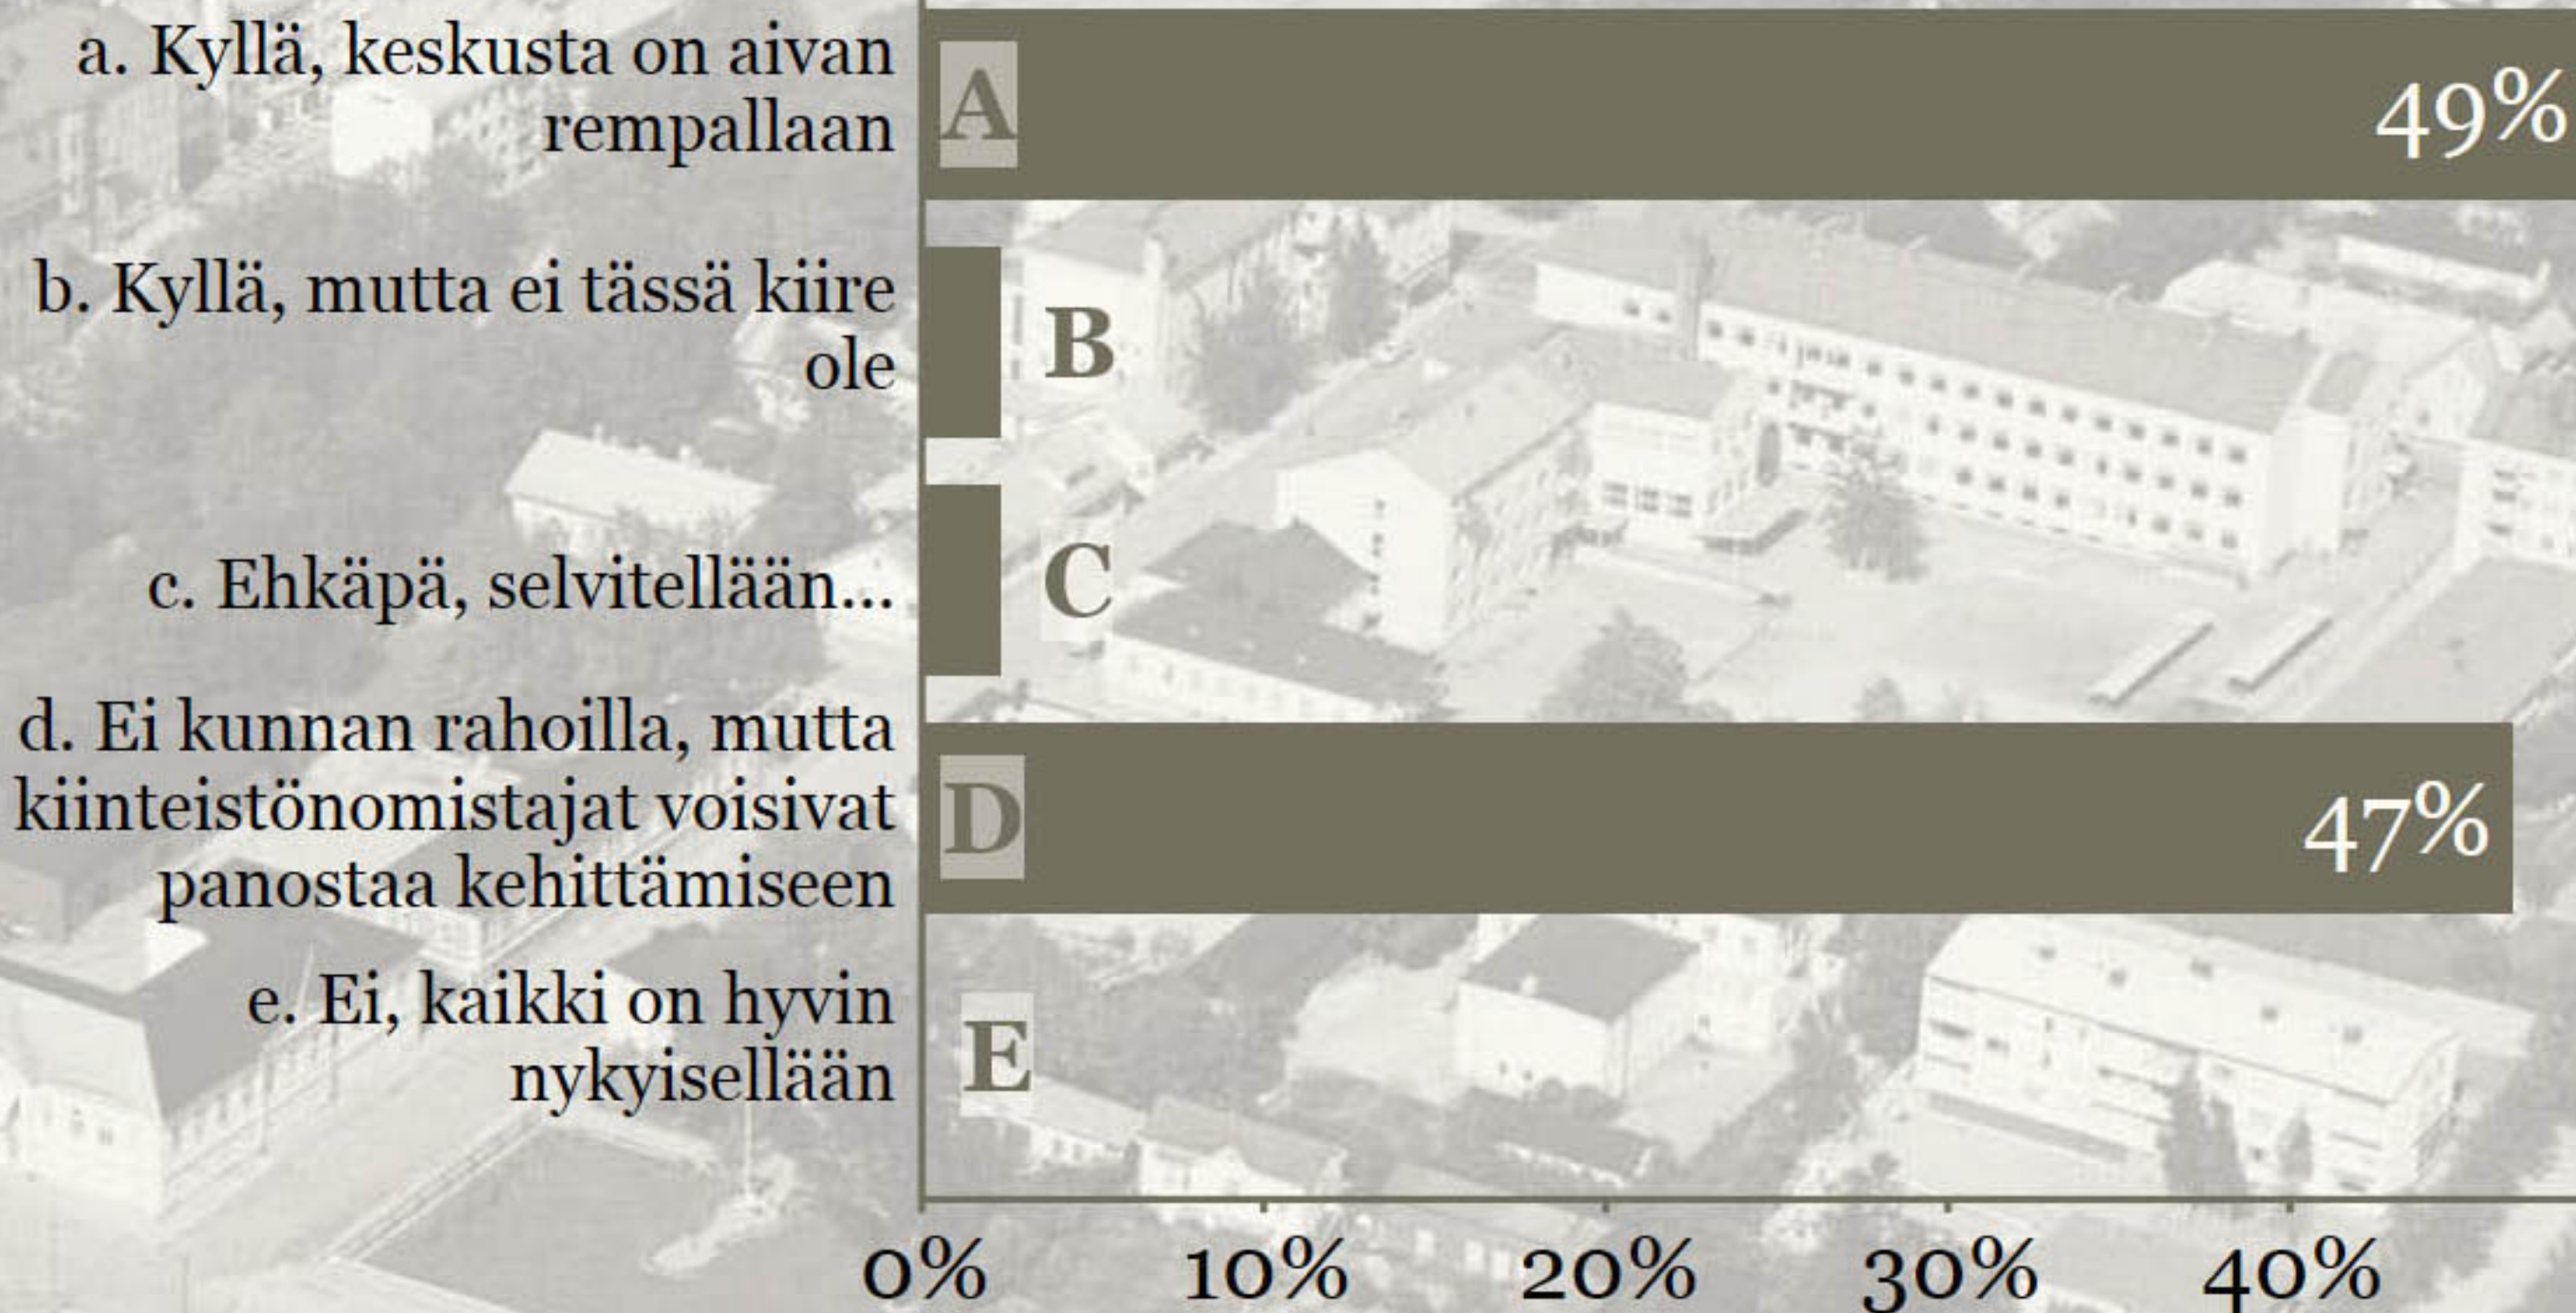 a. Kyllä, keskusta on aivan
rempallaan
A
49%
b. Kyllä, mutta ei tässä kiire
ole
B
c. Ehkäpä, selvitellään...
C
d. Ei kunnan rahoilla, mutta
kiinteistönomistajat voisivat
panostaa kehittämiseen
D
47%
e. Ei, kaikki on hyvin
nykyisellään
E
0% 10% 20% 30% 40%